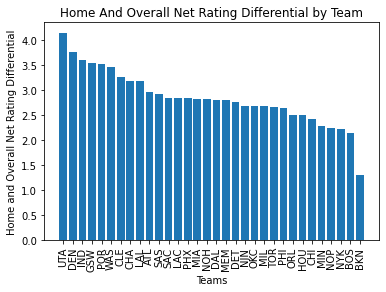 Home And Overall Net Rating Differential by Team
Home and Overall Net Rating Differential
4.0
3.5
3.0
2.5
2.0
1.5
1.0
0.5
0.0
UTA
DEN
IND
GSW
POR
WAS
CLE
CHA
LAL
ATL
SAS
SAC
LAC
PHX
MIA
NOH
DAL
MEM
DET
NJN
OKC
MIL
TOR
PHI
ORL
HOU
CHI
MIN
NOP
NYK
BOS
BKN
Teams